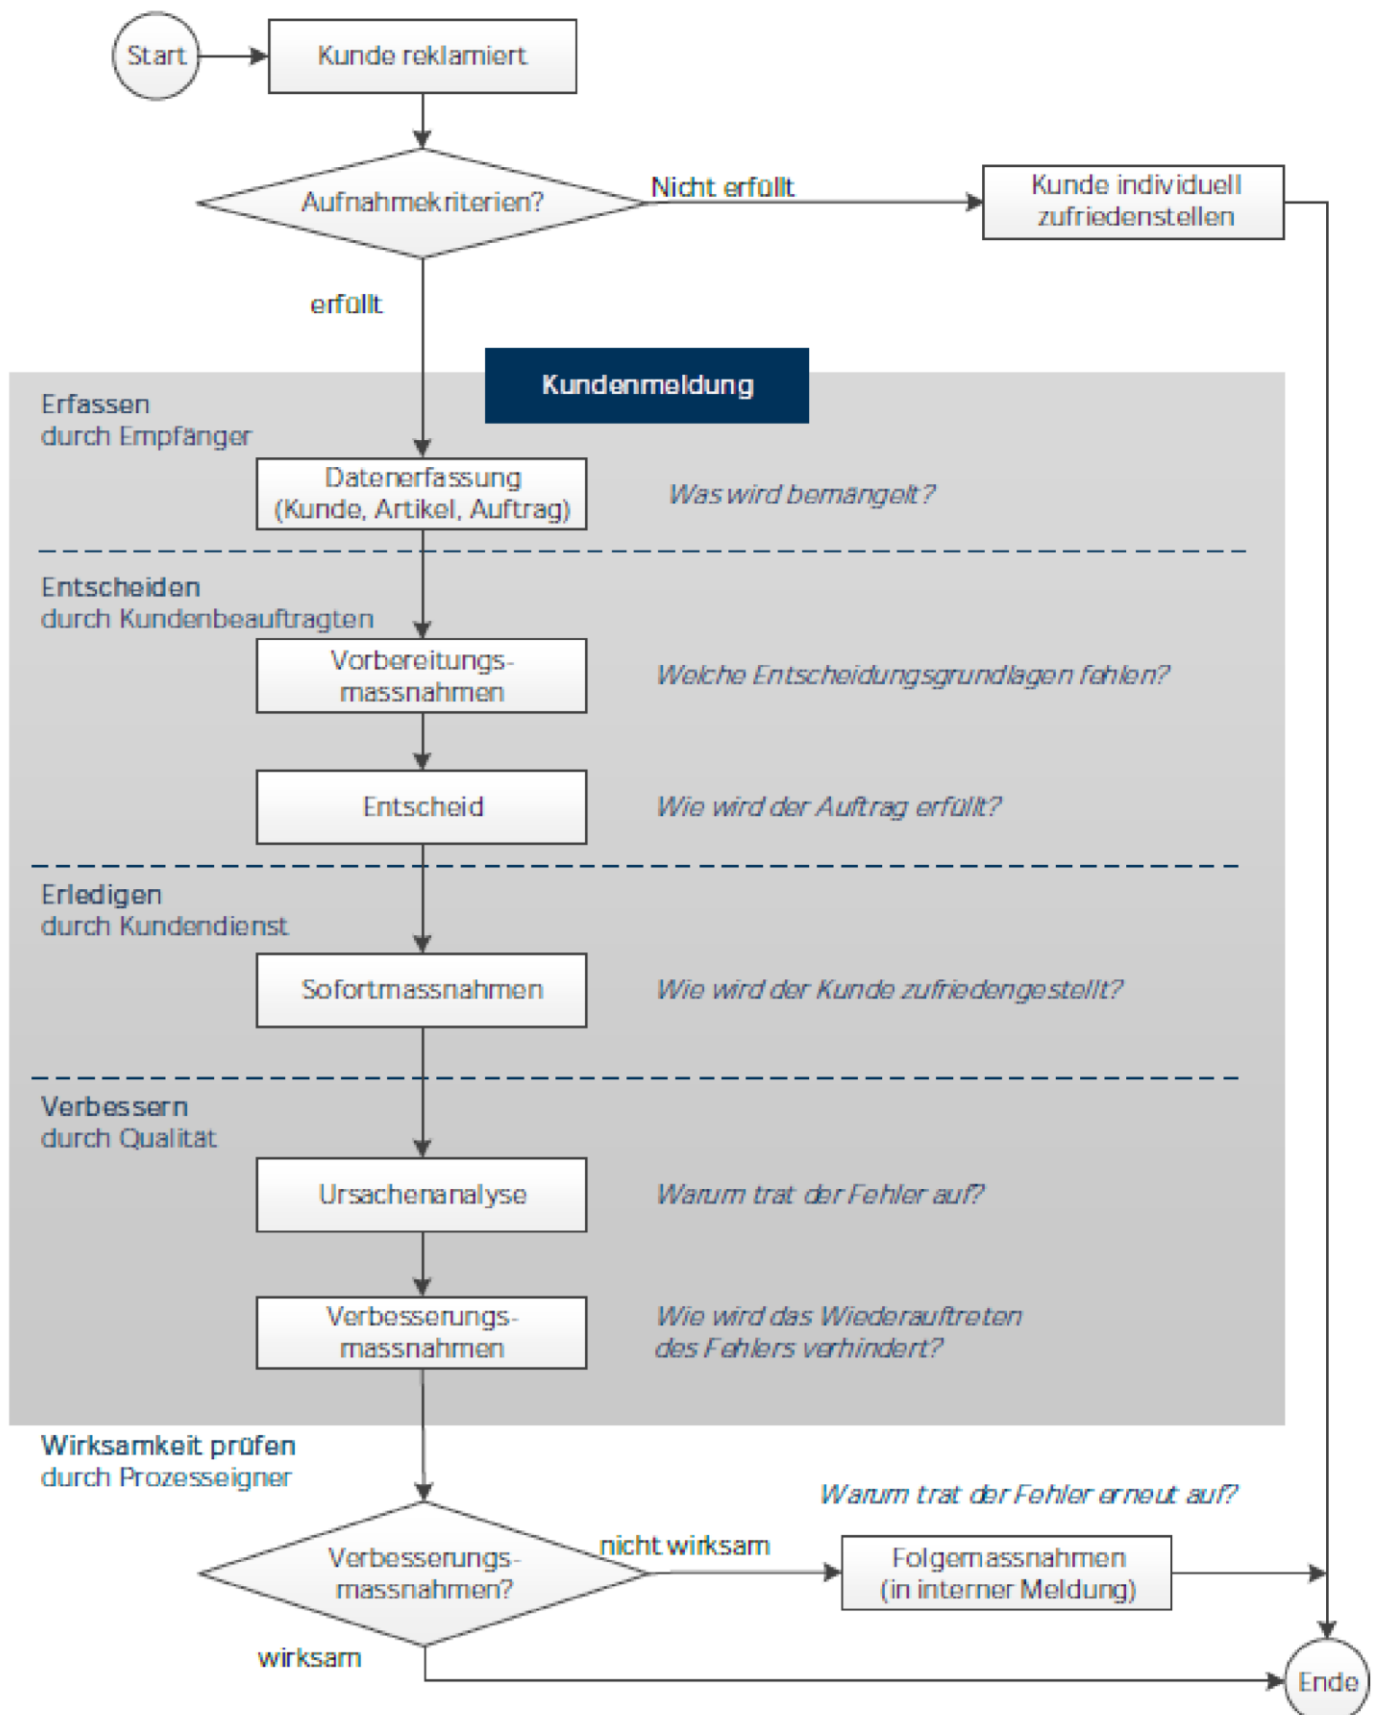 Start
Kunde reklamiert
Aufnahmekriterien?
Nicht erfüllt
Kunde individuell
zufriedenstellen
erfüllt
Kundenmeldung
Erfassen
durch Empfänger
Datenerfassung
(Kunde, Artikel, Auftrag)
Was wird bemängelt?
Entscheiden
durch Kundenbeauftragten
Vorbereitungs-
massnahmen
Welche Entscheidungsgrundlagen fehlen?
Entscheid
Wie wird der Auftrag erfüllt?
Erledigen
durch Kundendienst
Sofortmassnahmen
Wie wird der Kunde zufriedengestellt?
Verbessern
durch Qualität
Ursachenanalyse
Warum trat der Fehler auf?
Verbesserungs-
massnahmen
Wie wird das Wiederauftreten
des Fehlers verhindert?
Wirksamkeit prüfen
durch Prozesseigner
Warum trat der Fehler erneut auf?
Verbesserungs-
massnahmen?
nicht wirksam
Folgemassnahmen
(in interner Meldung)
wirksam
Ende